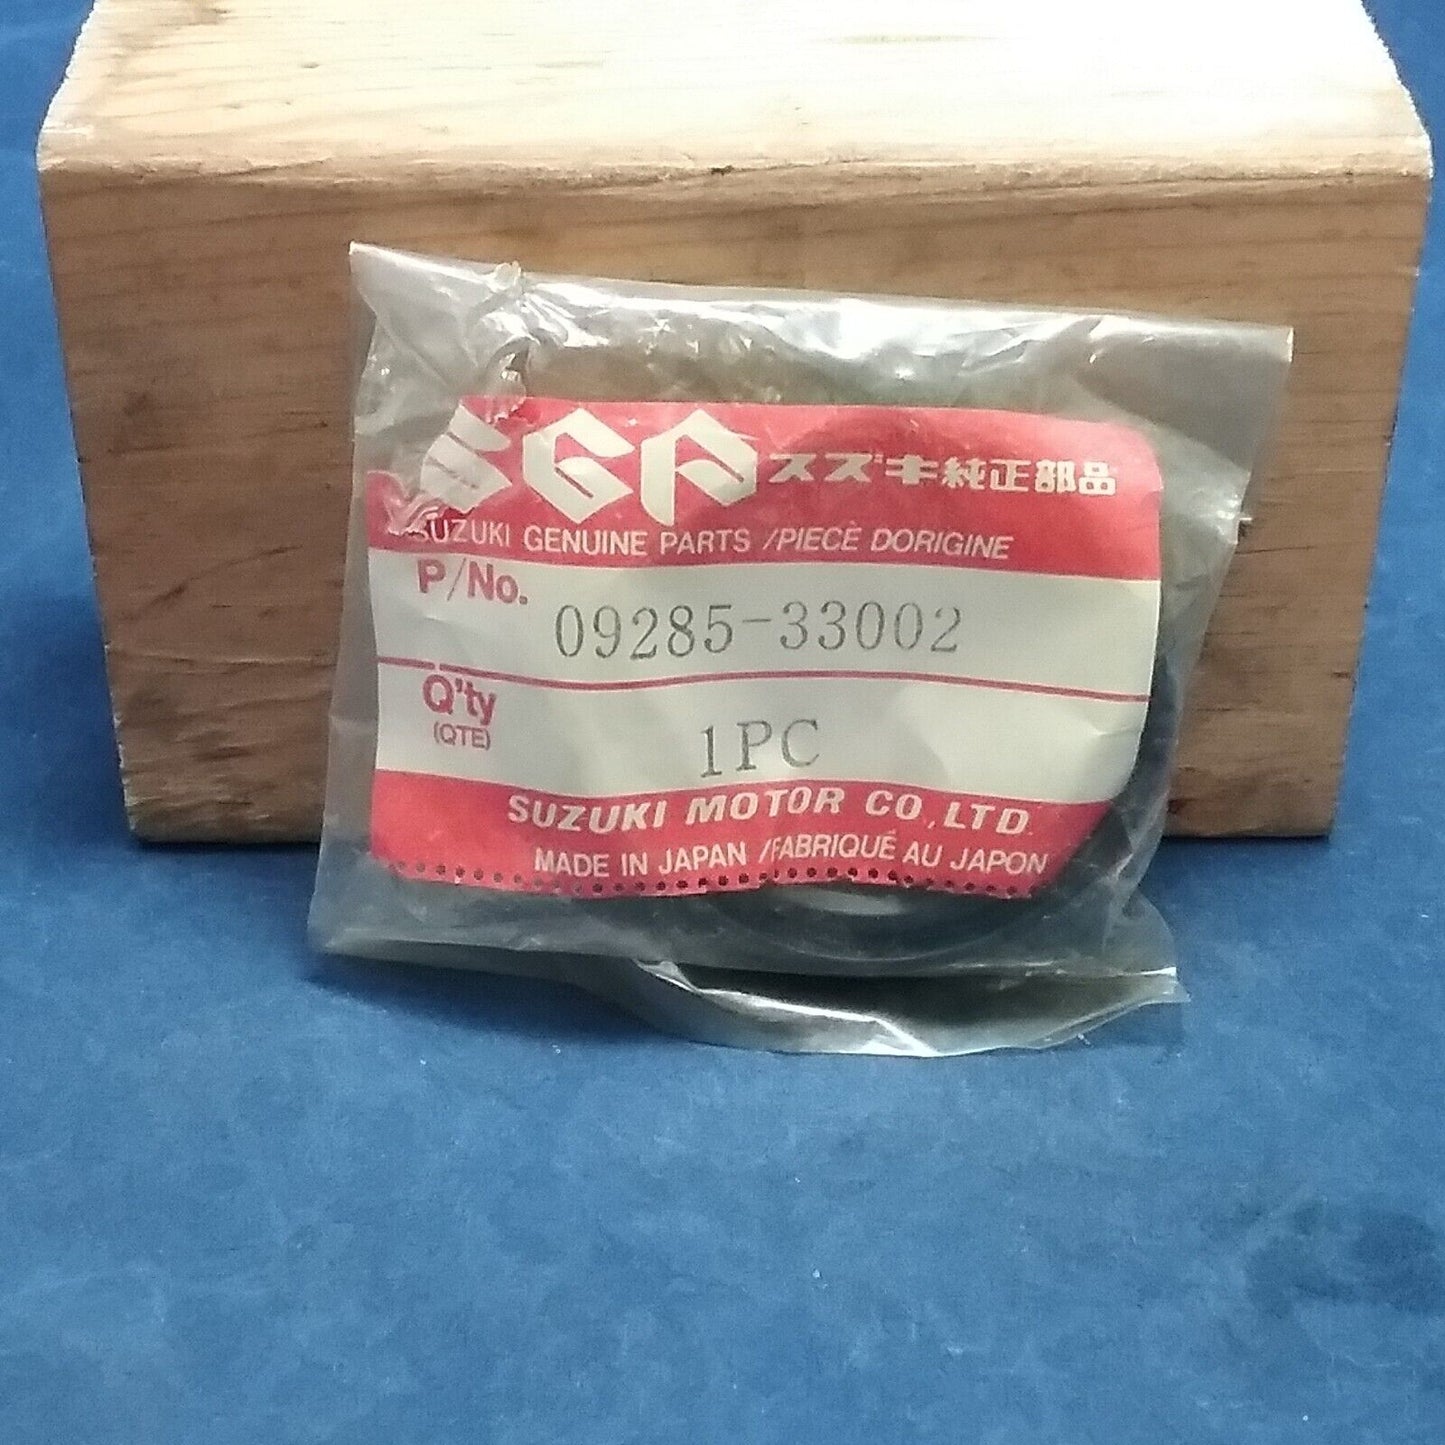 SGP スズキ純正部品
SUZUKI GENUINE PARTS /PIECÈ DORIGINE
P/No. 09285-33002
Q'ty 1PC
(QTE)
SUZUKI MOTOR CO.,LTD.
MADE IN JAPAN /FABRIQUÉ AU JAPON